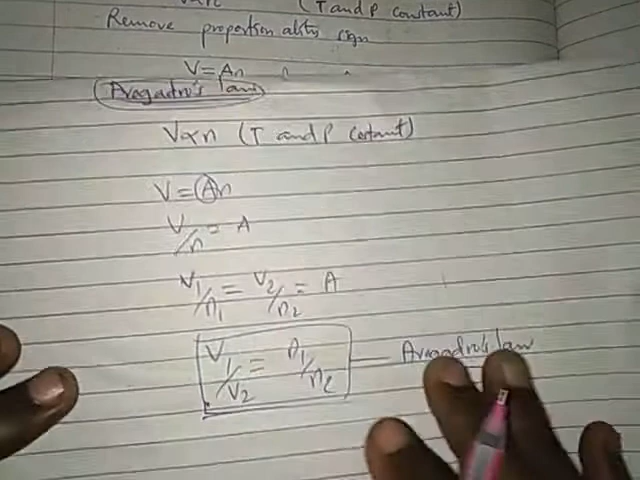 (T and P constant)
Remove proportionality sign
V = An
Avogadro's law
V∝n (T and P constant)
V = An
V/n = A
V1/n1 = V2/n2 = A
V1/V2 = n1/n2 — Avogadro's law